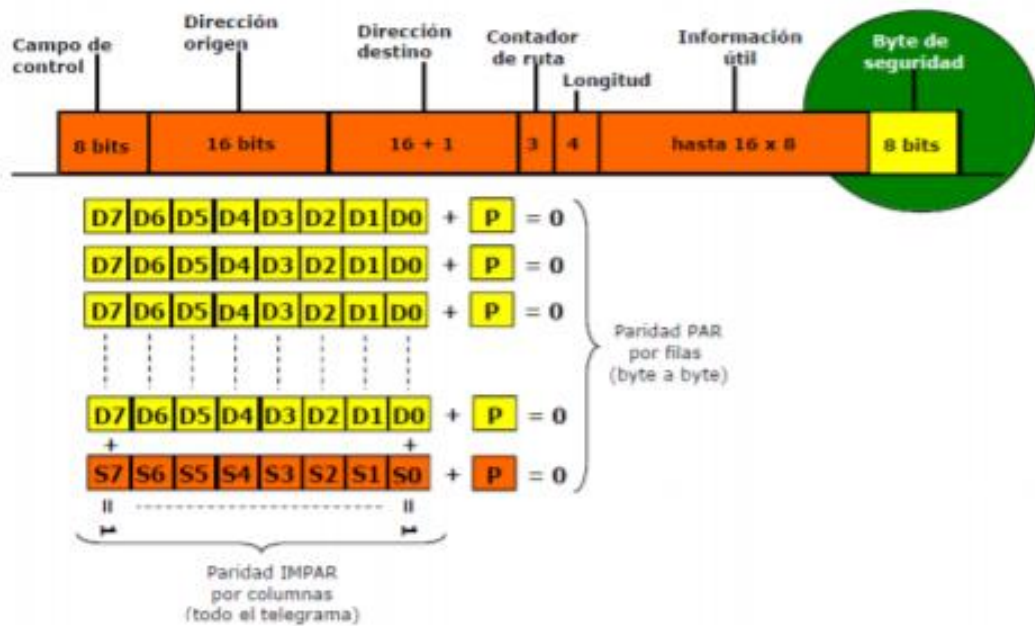 Campo de
control
Dirección
origen
Dirección
destino
Contador
de ruta
Longitud
Información
útil
Byte de
seguridad
8 bits 16 bits 16 + 1 3 4 hasta 16 x 8 8 bits
D7 D6 D5 D4 D3 D2 D1 D0 + P = 0
D7 D6 D5 D4 D3 D2 D1 D0 + P = 0
D7 D6 D5 D4 D3 D2 D1 D0 + P = 0
D7 D6 D5 D4 D3 D2 D1 D0 + P = 0
+ +
S7 S6 S5 S4 S3 S2 S1 S0 + P = 0
= =
1 1
Paridad PAR
por filas
(byte a byte)
Paridad IMPAR
por columnas
(todo el telegrama)